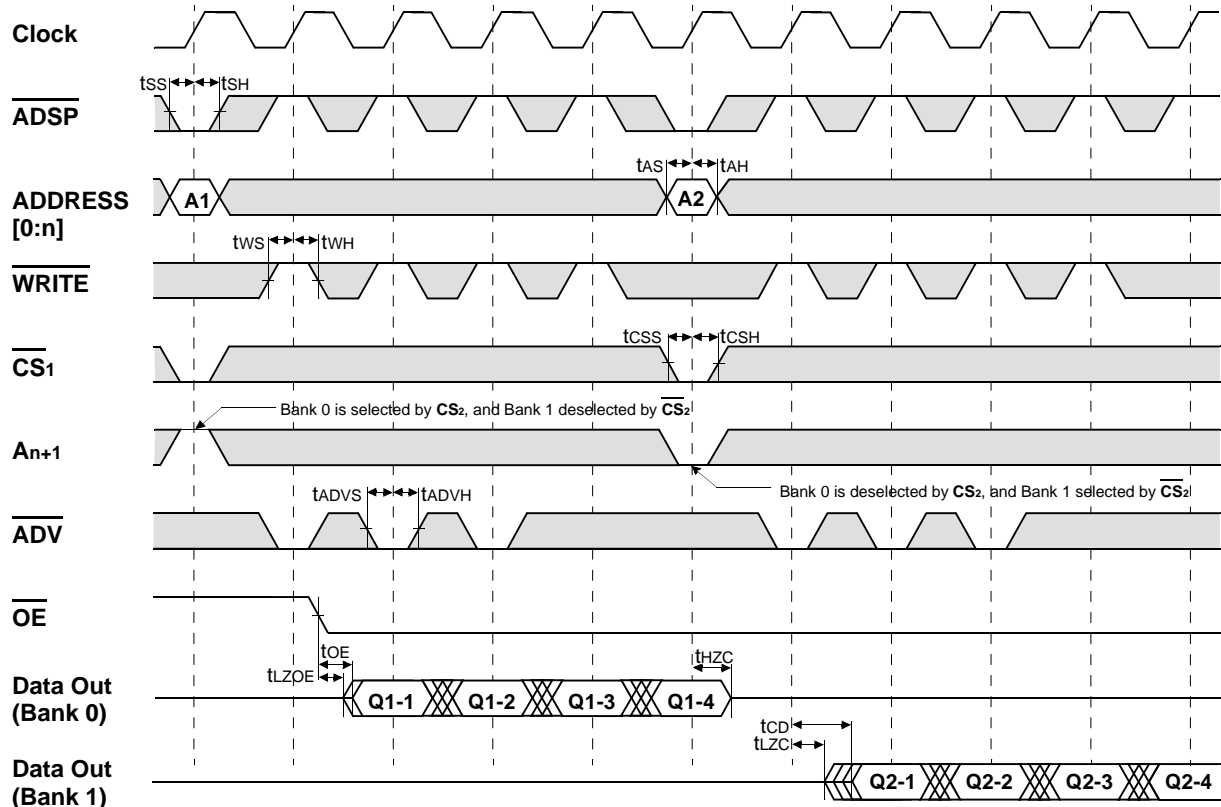 Clock
tSS tSH
ADSP
tAS tAH
ADDRESS
[0:n]
A1 A2
tWS tWH
WRITE
tCSS tCSH
CS1
Bank 0 is selected by CS2, and Bank 1 deselected by CS2
An+1
Bank 0 is deselected by CS2, and Bank 1 selected by CS2
tADVS tADVH
ADV
OE
tOE
tLZOE
tHZC
Data Out
(Bank 0)
Q1-1 Q1-2 Q1-3 Q1-4
tCD
tLZC
Data Out
(Bank 1)
Q2-1 Q2-2 Q2-3 Q2-4